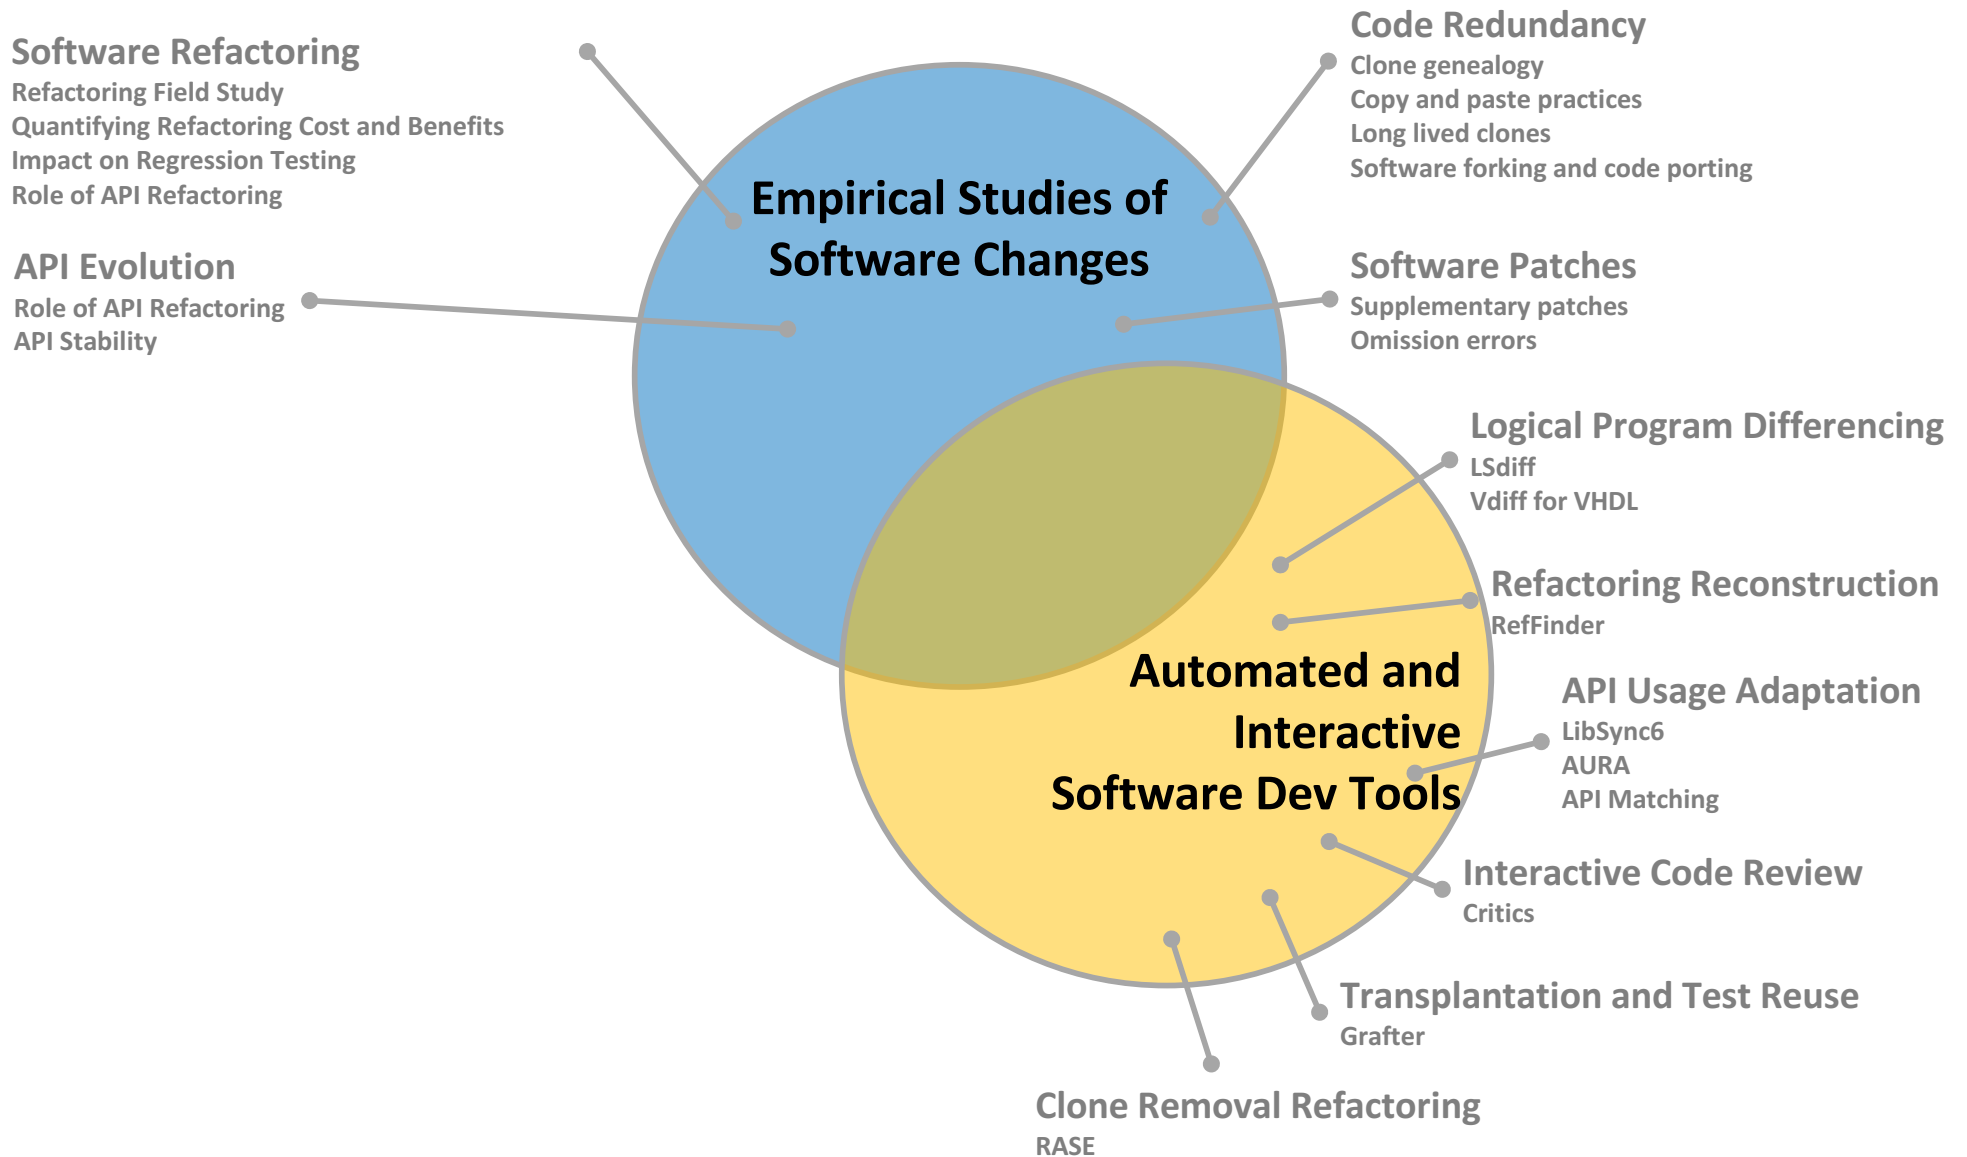 Software Refactoring
Refactoring Field Study
Quantifying Refactoring Cost and Benefits
Impact on Regression Testing
Role of API Refactoring
API Evolution
Role of API Refactoring
API Stability
Empirical Studies of
Software Changes
Code Redundancy
Clone genealogy
Copy and paste practices
Long lived clones
Software forking and code porting
Software Patches
Supplementary patches
Omission errors
Logical Program Differencing
LSdiff
Vdiff for VHDL
Refactoring Reconstruction
RefFinder
Automated and
Interactive
Software Dev Tools
API Usage Adaptation
LibSync6
AURA
API Matching
Interactive Code Review
Critics
Transplantation and Test Reuse
Grafter
Clone Removal Refactoring
RASE